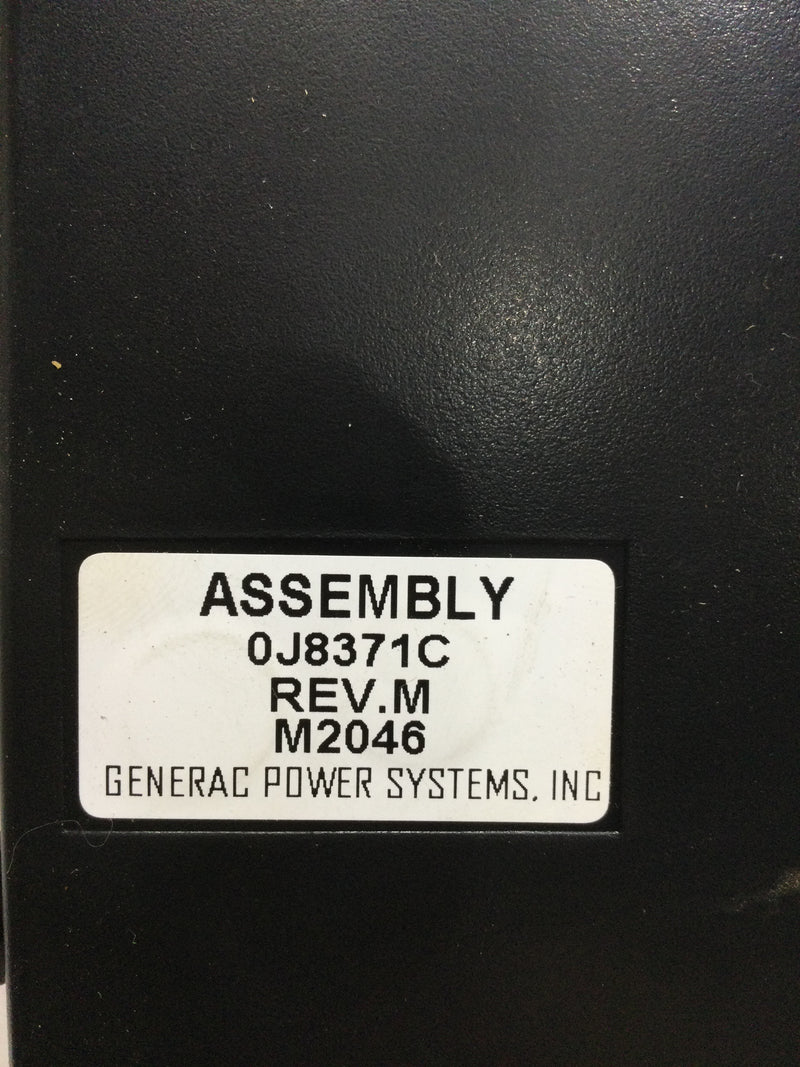 ASSEMBLY
0J8371C
REV.M
M2046
GENERAC POWER SYSTEMS, INC